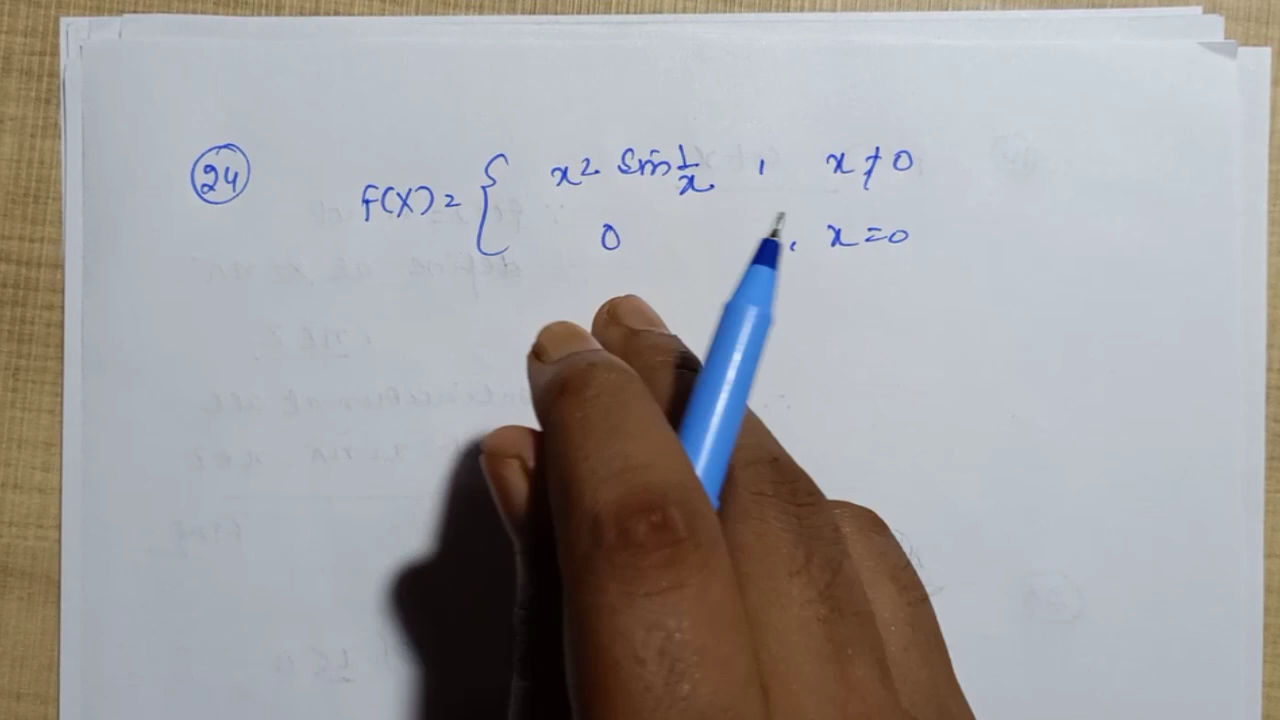 24
F(X) = { x² Sin 1/x , x ≠ 0
0 , x = 0